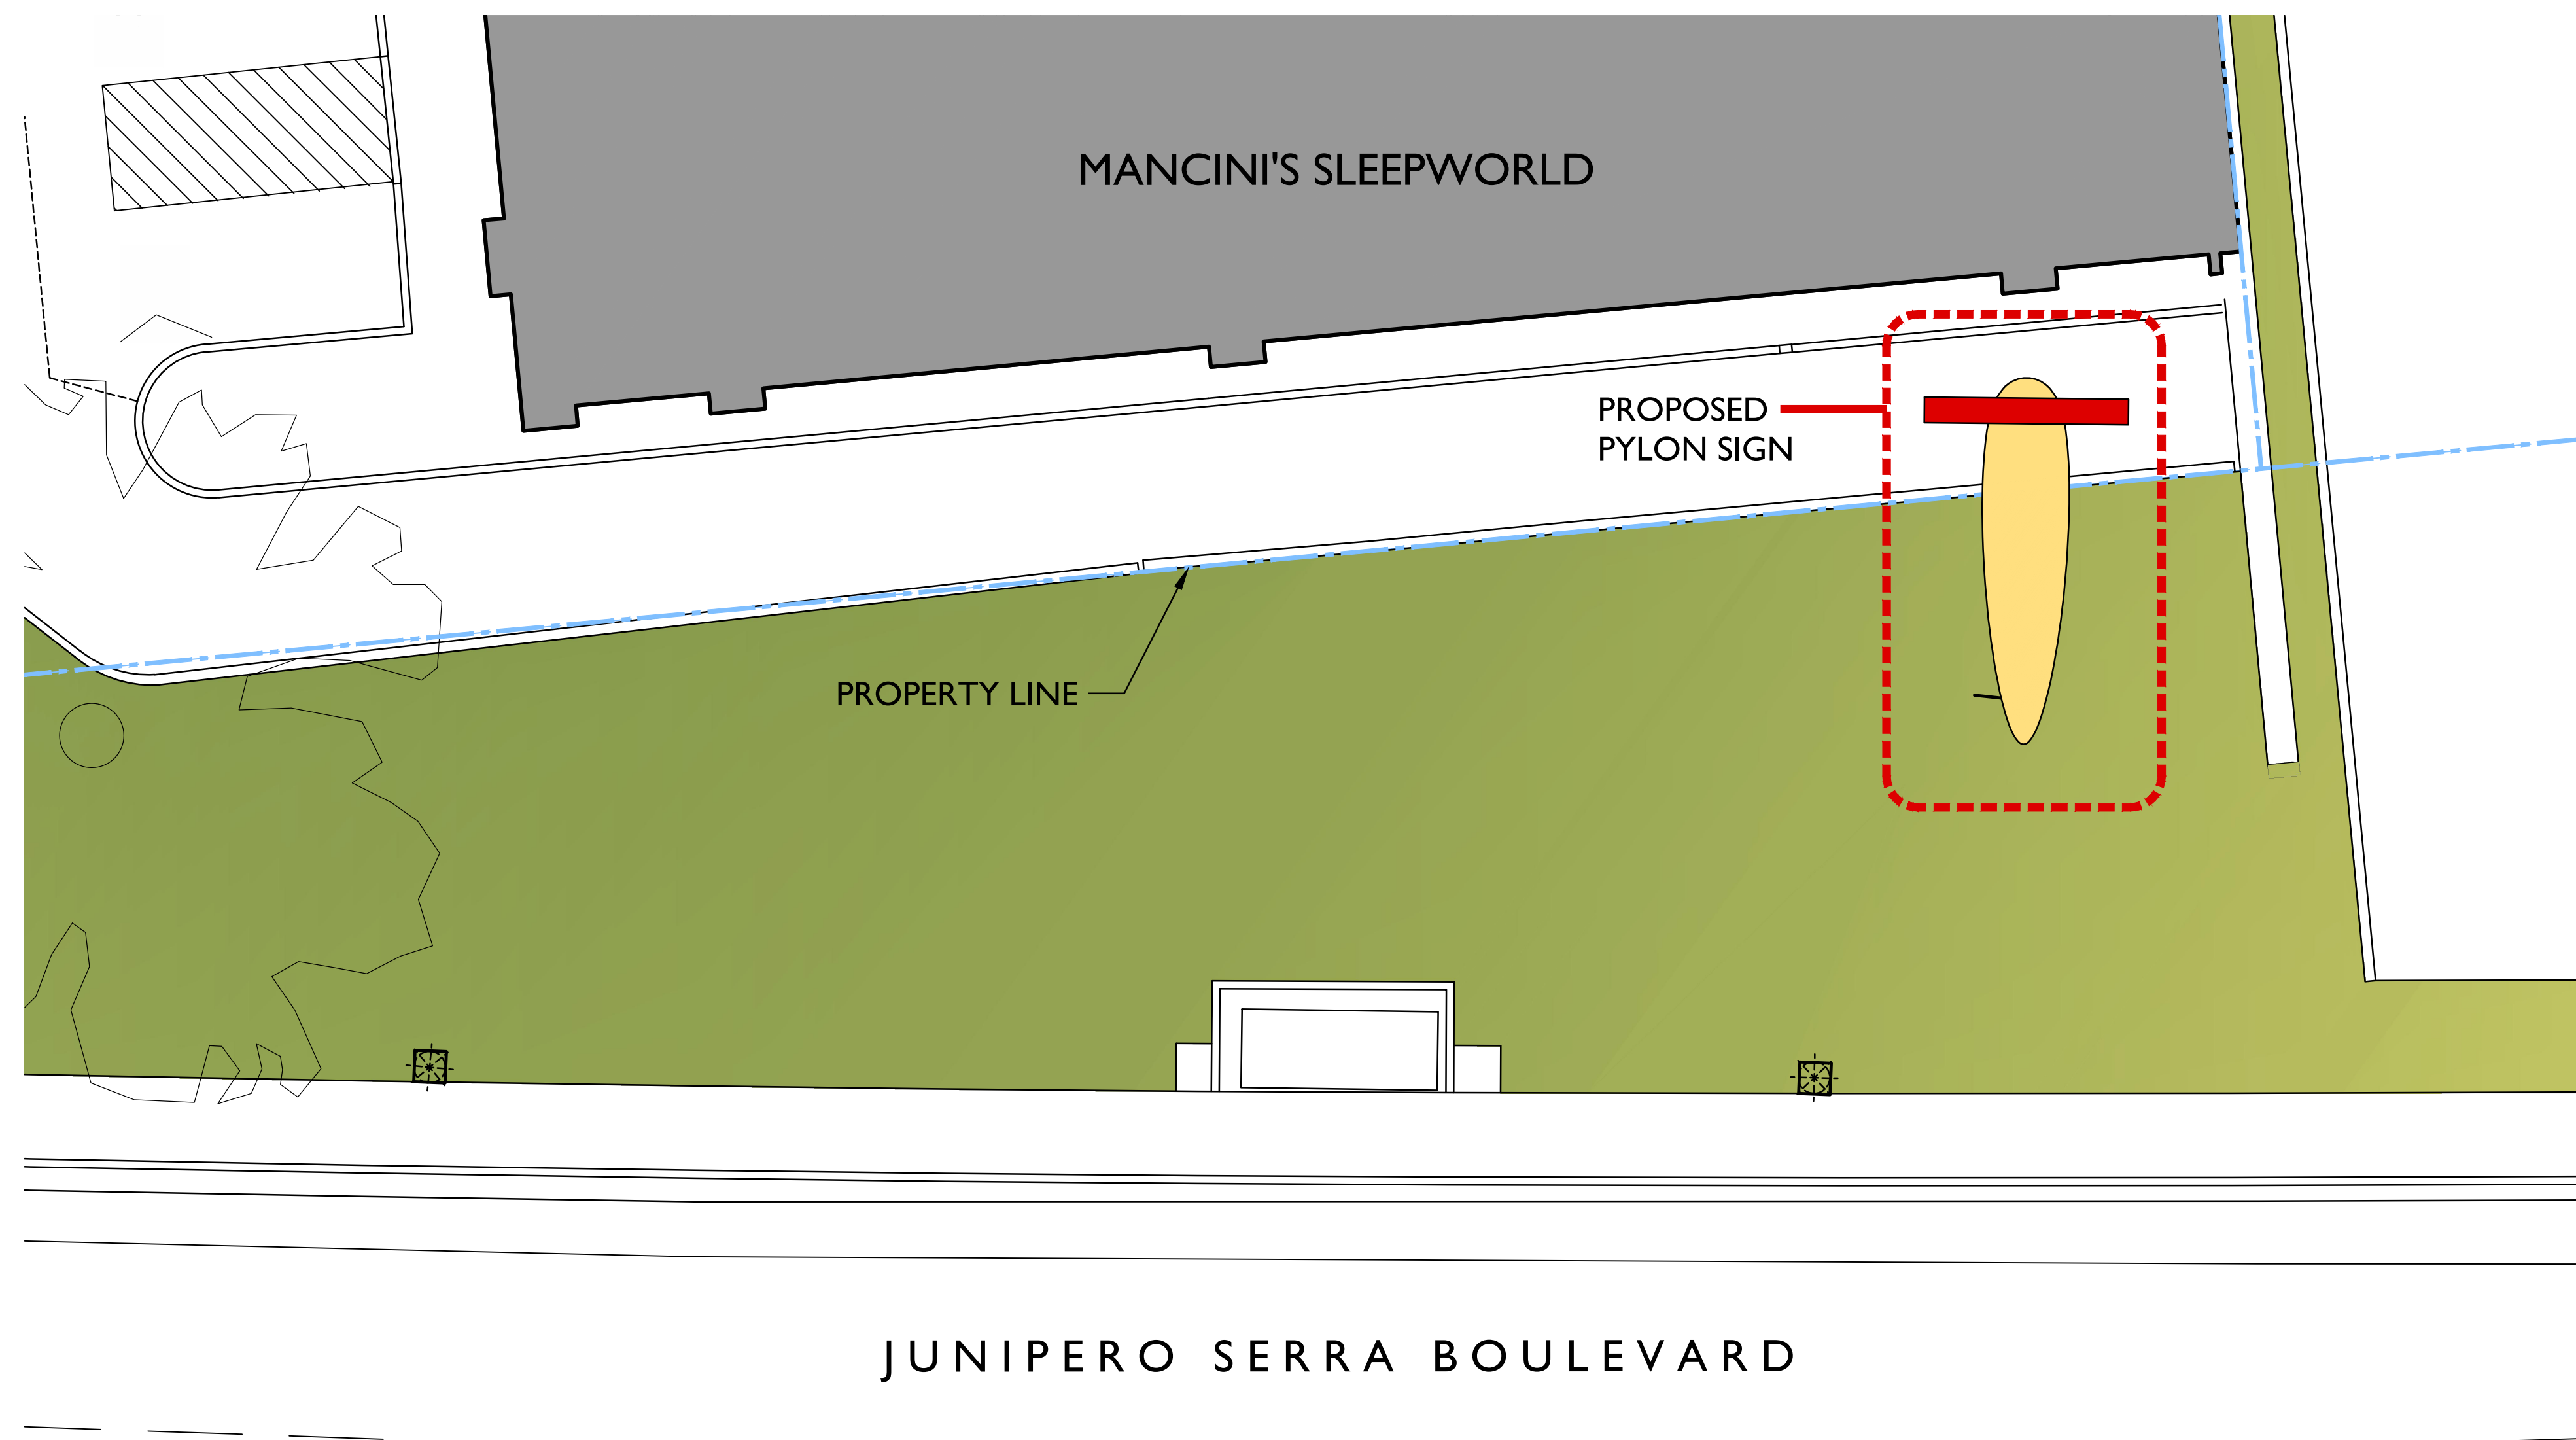 MANCINI'S SLEEPWORLD
PROPOSED
PYLON SIGN
PROPERTY LINE
JUNIPERO SERRA BOULEVARD